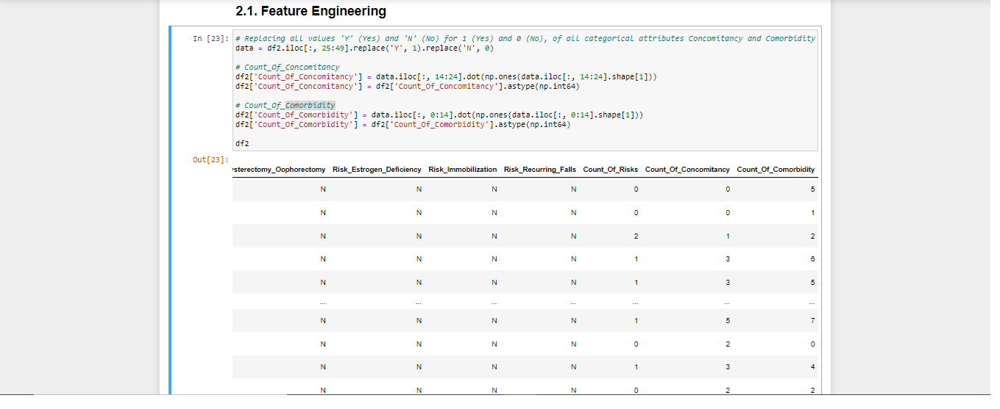 2.1. Feature Engineering
In [23]: # Replacing all values 'Y' (Yes) and 'N' (No) for 1 (Yes) and 0 (No), of all categorical attributes Concomitancy and Comorbidity
data = df2.iloc[:, 25:49].replace('Y', 1).replace('N', 0)
# Count_Of_Concomitancy
df2['Count_Of_Concomitancy'] = data.iloc[:, 14:24].dot(np.ones(data.iloc[:, 14:24].shape[1]))
df2['Count_Of_Concomitancy'] = df2['Count_Of_Concomitancy'].astype(np.int64)
# Count_Of_Comorbidity
df2['Count_Of_Comorbidity'] = data.iloc[:, 0:14].dot(np.ones(data.iloc[:, 0:14].shape[1]))
df2['Count_Of_Comorbidity'] = df2['Count_Of_Comorbidity'].astype(np.int64)
df2
Out[23]:
ysterectomy_Oophorectomy Risk_Estrogen_Deficiency Risk_Immobilization Risk_Recurring_Falls Count_Of_Risks Count_Of_Concomitancy Count_Of_Comorbidity
N N N N 0 0 5
N N N N 0 0 1
N N N N 2 1 2
N N N N 1 3 6
N N N N 1 3 5
... ... ... ... ... ... ...
N N N N 1 5 7
N N N N 0 2 0
N N N N 1 3 4
N N N N 0 2 2